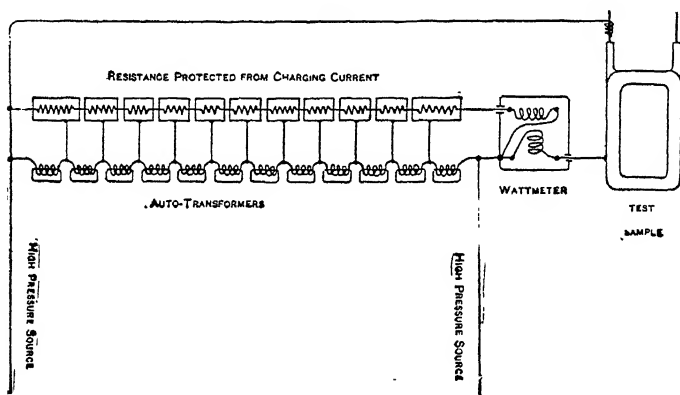 RESISTANCE PROTECTED FROM CHARGING CURRENT
AUTO-TRANSFORMERS
WATTMETER
TEST
SAMPLE
HIGH PRESSURE SOURCE
HIGH PRESSURE SOURCE